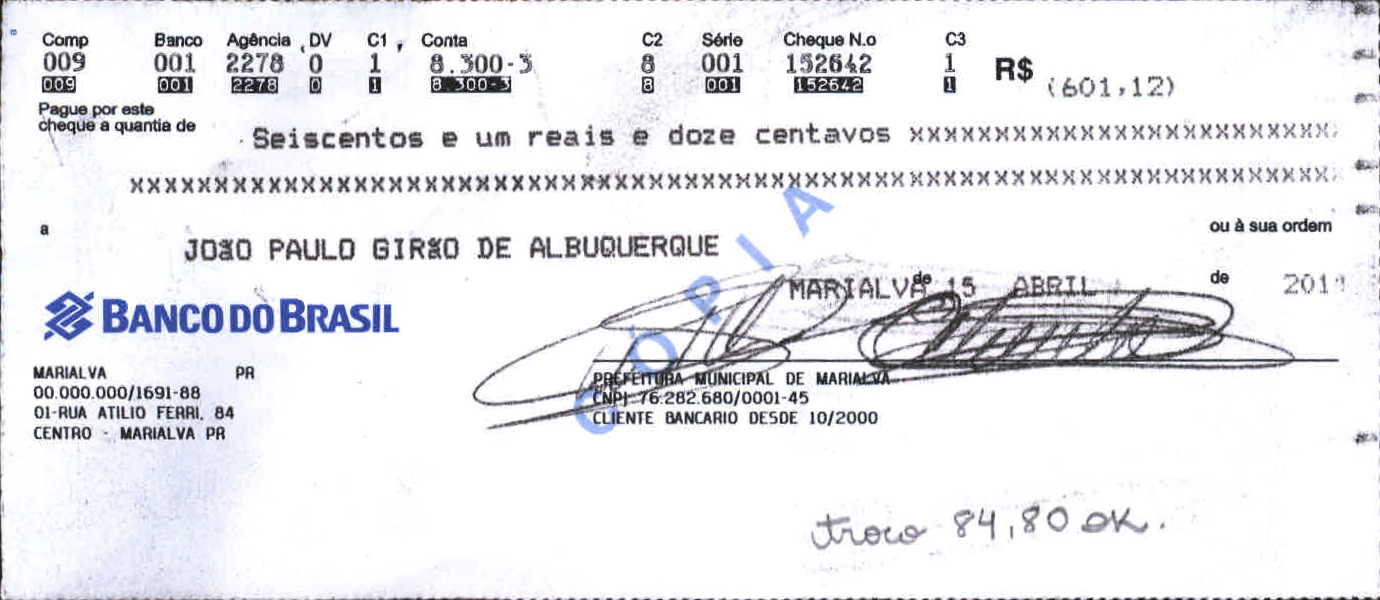 Comp Banco Agência DV C1 Conta C2 Série Cheque N.o C3
009 001 2278 0 1 8.300-3 8 001 152642 1 R$ (601,12)
009 001 2278 0 1 8.300-3 8 001 152642 1
Pague por este
cheque a quantia de Seiscentos e um reais e doze centavos xxxxxxxxxxxxxxxxxxxxxxxxxx
xxxxxxxxxxxxxxxxxxxxxxxxxxxxxxxxxxxxxxxxxxxxxxxxxxxxxxxxxxxxxxxxxxxxxxxxxx
a JOÃO PAULO GIRÃO DE ALBUQUERQUE ou à sua ordem
MARIALVA de 15 ABRIL de 2011
CÓPIA
BANCO DO BRASIL
MARIALVA PR
00.000.000/1691-88
01-RUA ATILIO FERRI, 84
CENTRO - MARIALVA PR
PREFEITURA MUNICIPAL DE MARIALVA
CNPJ 76.282.680/0001-45
CLIENTE BANCARIO DESDE 10/2000
troco 84,80 ok.